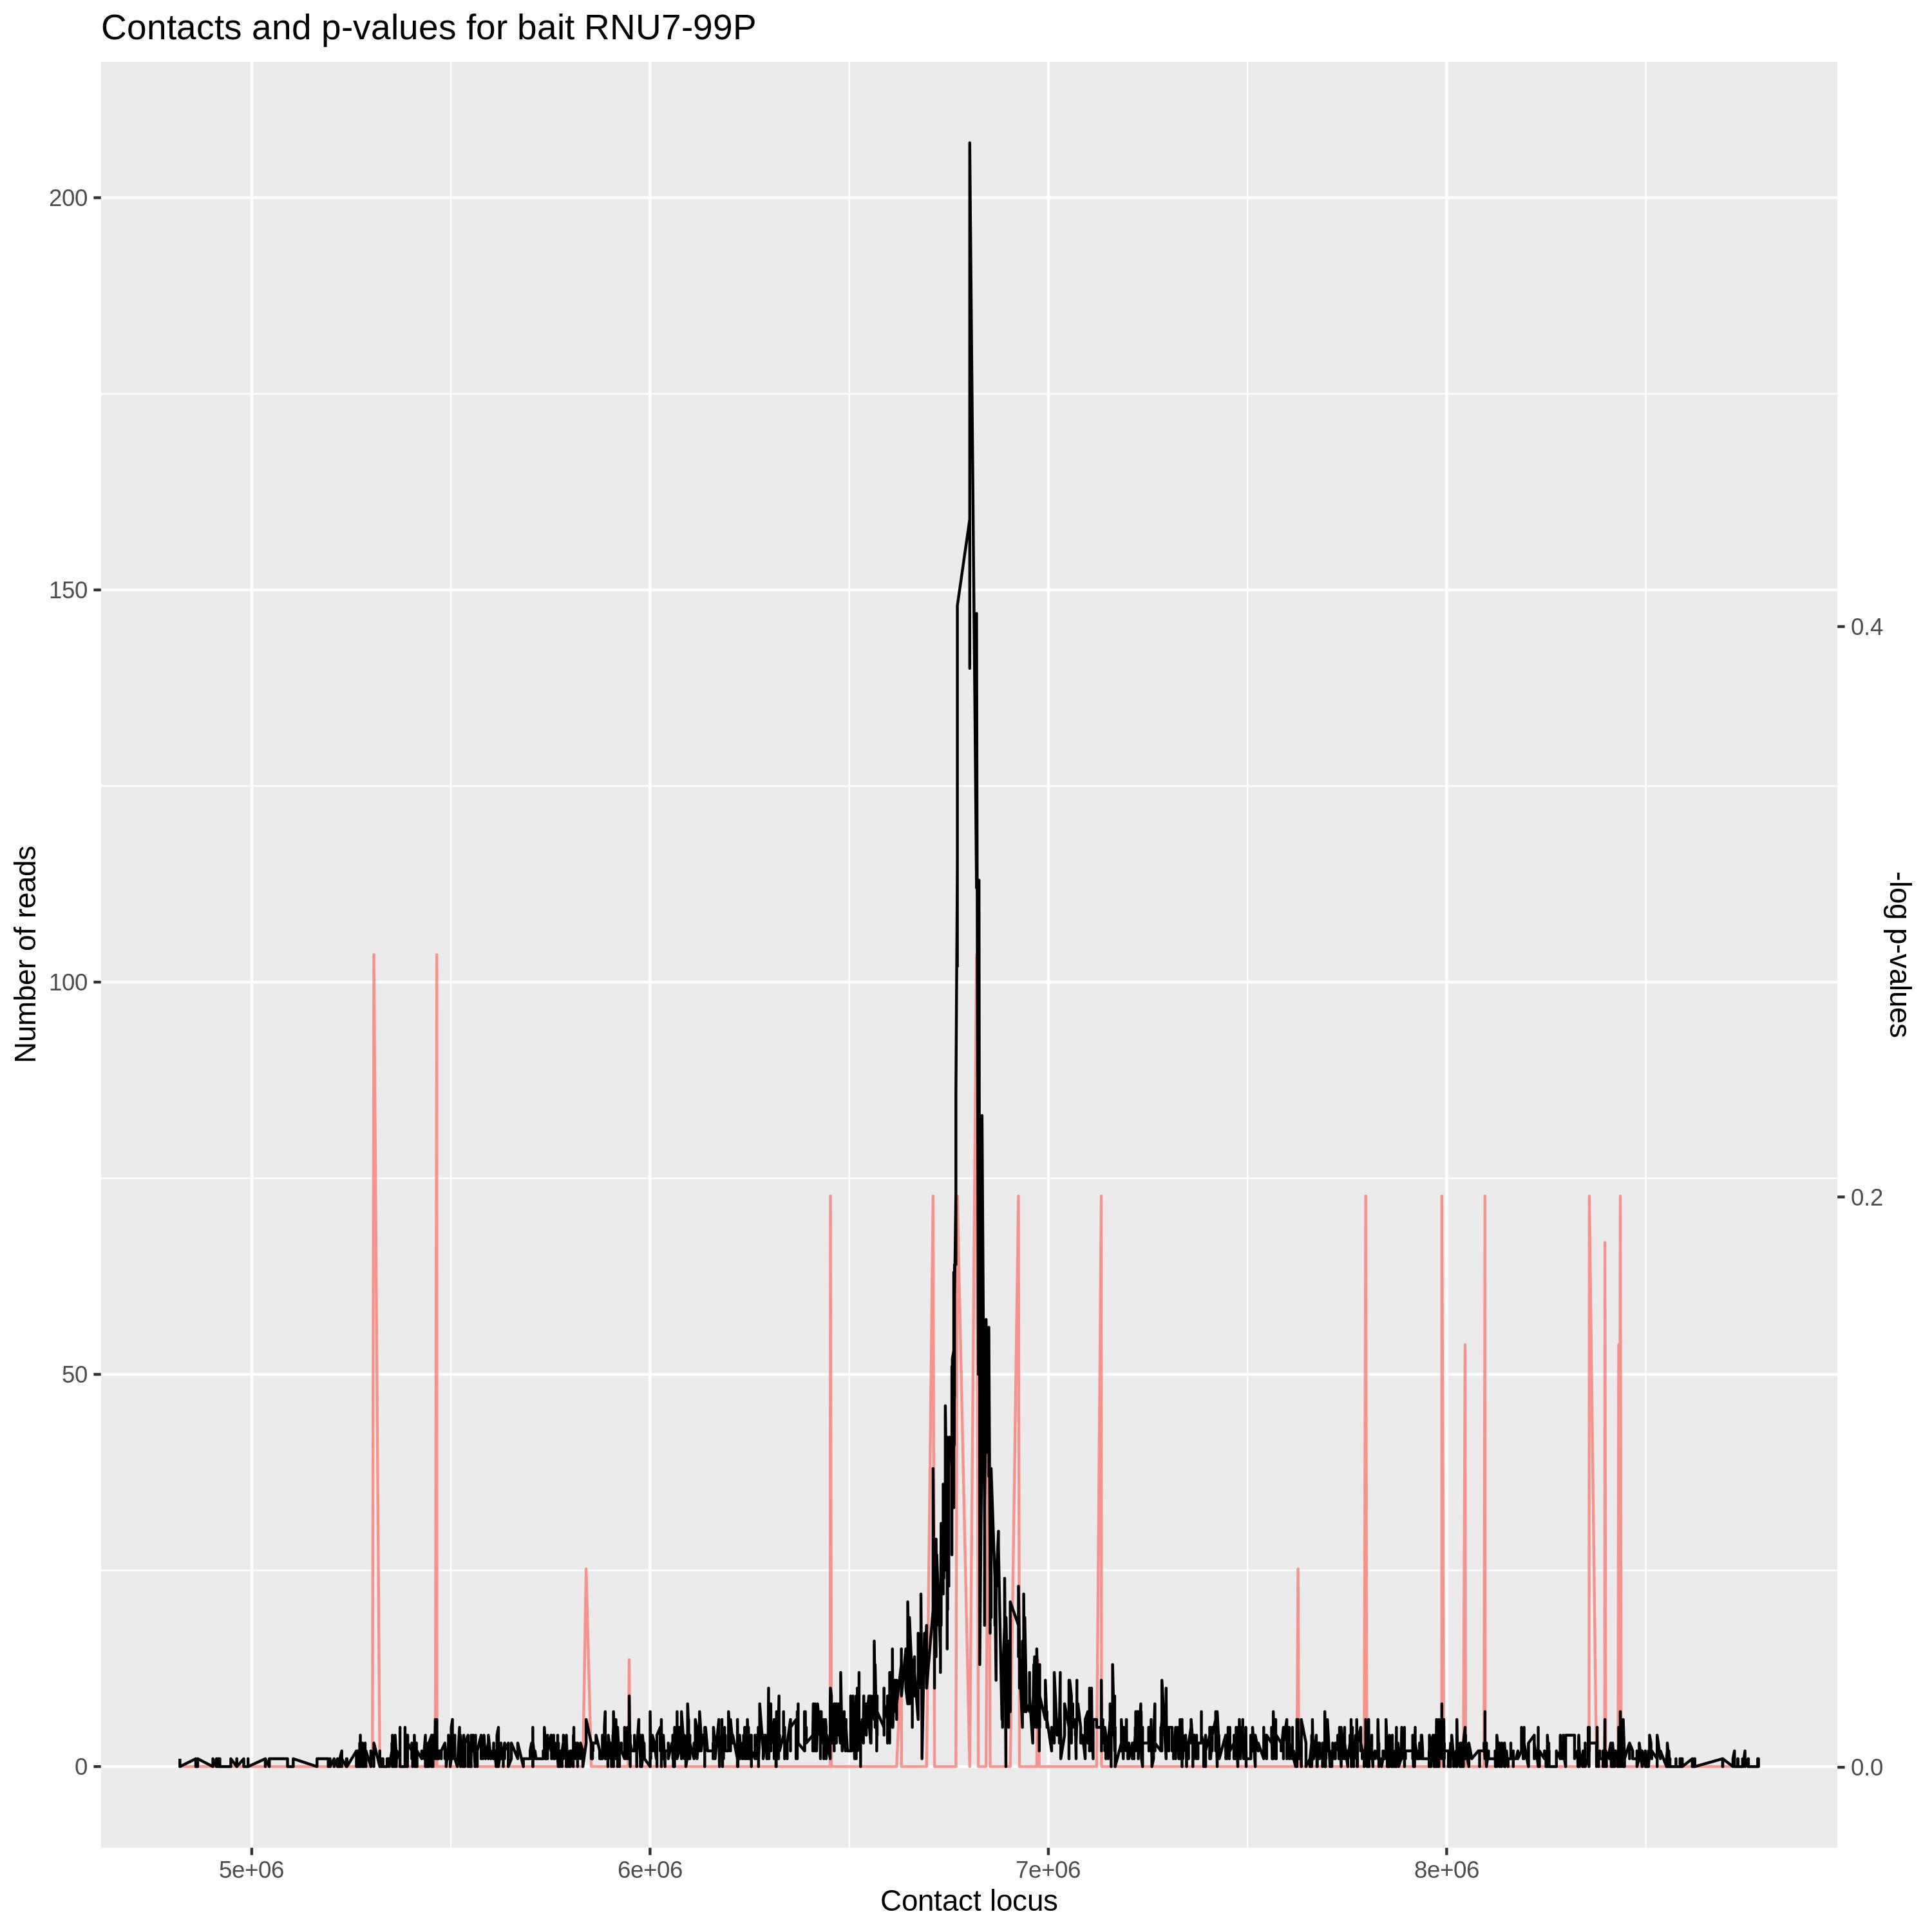 Contacts and p-values for bait RNU7-99P
200
150
100
50
0
Number of reads
0.4
0.2
0.0
-log p-values
5e+06 6e+06 7e+06 8e+06
Contact locus